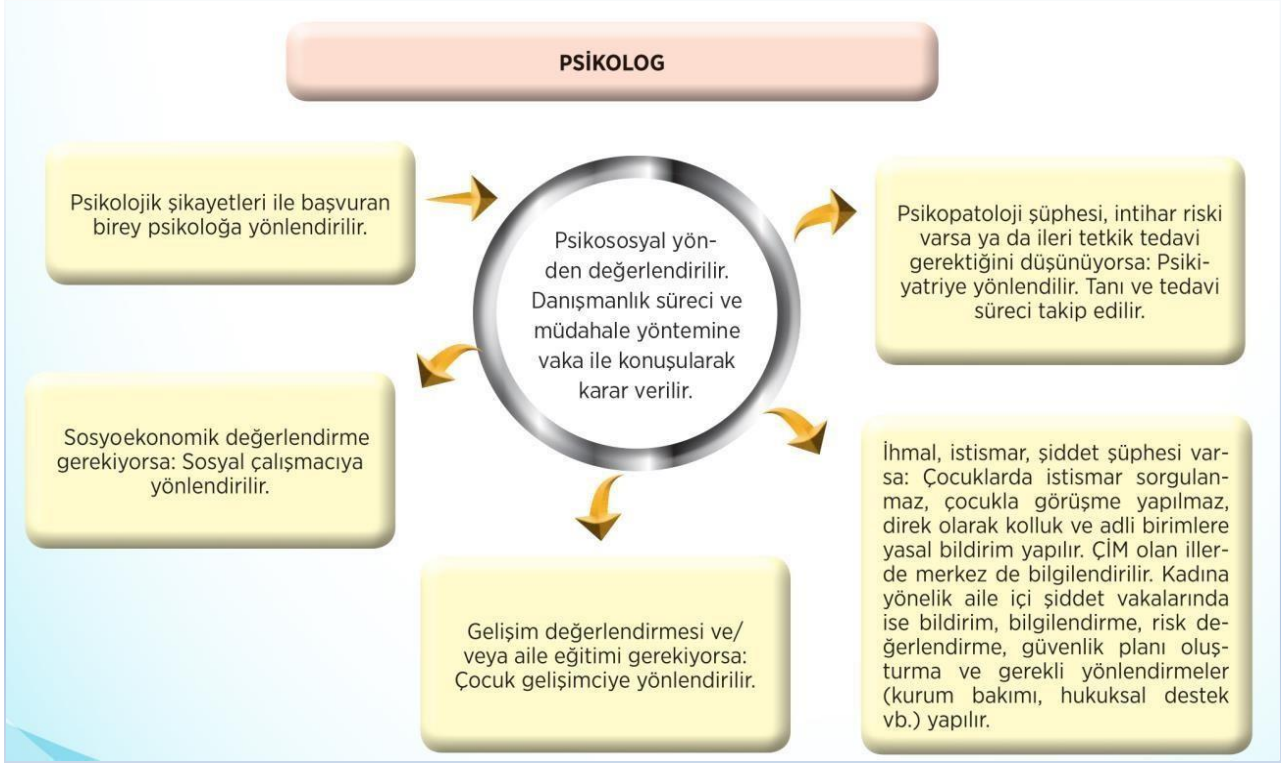 PSİKOLOG
Psikolojik şikayetleri ile başvuran
birey psikoloğa yönlendirilir.
Psikososyal yön-
den değerlendirilir.
Danışmanlık süreci ve
müdahale yöntemine
vaka ile konuşularak
karar verilir.
Psikopatoloji şüphesi, intihar riski
varsa ya da ileri tetkik tedavi
gerektiğini düşünüyorsa: Psiki-
yatriye yönlendilir. Tanı ve tedavi
süreci takip edilir.
Sosyoekonomik değerlendirme
gerekiyorsa: Sosyal çalışmacıya
yönlendirilir.
Gelişim değerlendirmesi ve/
veya aile eğitimi gerekiyorsa:
Çocuk gelişimciye yönlendirilir.
İhmal, istismar, şiddet şüphesi var-
sa: Çocuklarda istismar sorgulan-
maz, çocukla görüşme yapılmaz,
direk olarak kolluk ve adli birimlere
yasal bildirim yapılır. ÇİM olan iller-
de merkez de bilgilendirilir. Kadına
yönelik aile içi şiddet vakalarında
ise bildirim, bilgilendirme, risk de-
ğerlendirme, güvenlik planı oluş-
turma ve gerekli yönlendirmeler
(kurum bakımı, hukuksal destek
vb.) yapılır.